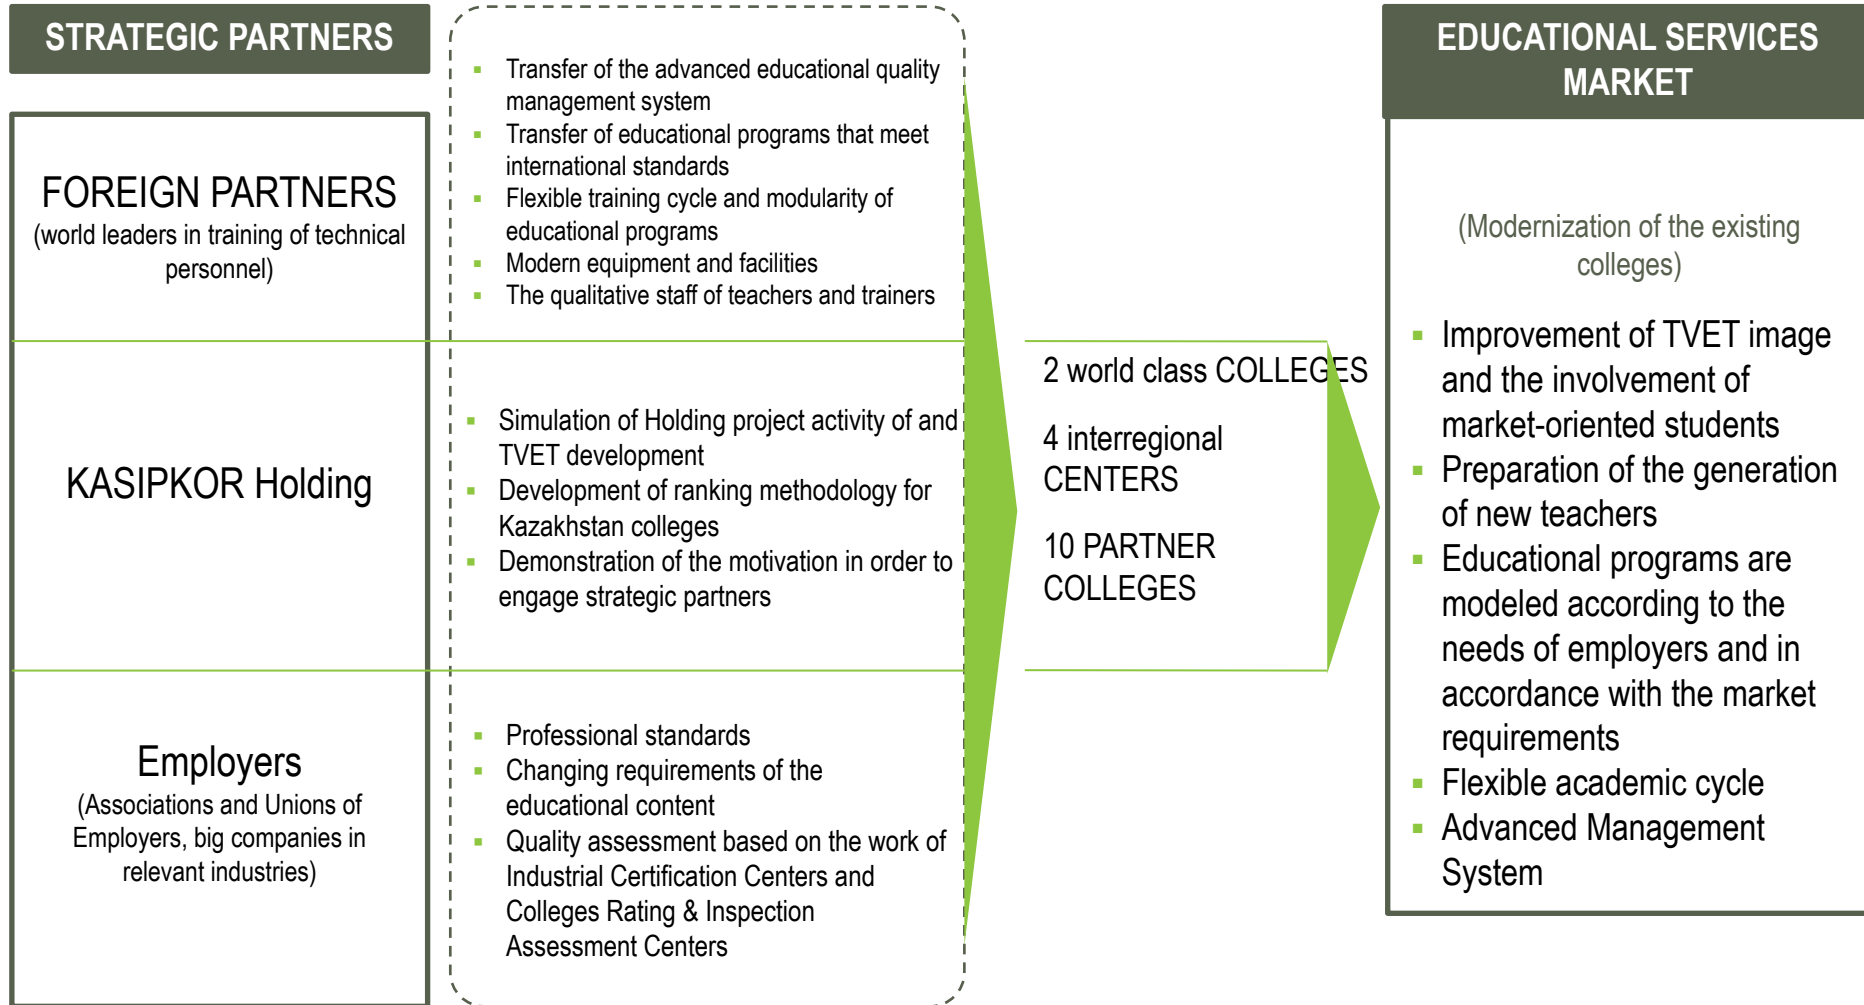 STRATEGIC PARTNERS
FOREIGN PARTNERS
(world leaders in training of technical
personnel)
KASIPKOR Holding
Employers
(Associations and Unions of
Employers, big companies in
relevant industries)
▪ Transfer of the advanced educational quality
management system
▪ Transfer of educational programs that meet
international standards
▪ Flexible training cycle and modularity of
educational programs
▪ Modern equipment and facilities
▪ The qualitative staff of teachers and trainers
▪ Simulation of Holding project activity of and
TVET development
▪ Development of ranking methodology for
Kazakhstan colleges
▪ Demonstration of the motivation in order to
engage strategic partners
▪ Professional standards
▪ Changing requirements of the
educational content
▪ Quality assessment based on the work of
Industrial Certification Centers and
Colleges Rating & Inspection
Assessment Centers
2 world class COLLEGES
4 interregional
CENTERS
10 PARTNER
COLLEGES
EDUCATIONAL SERVICES
MARKET
(Modernization of the existing
colleges)
▪ Improvement of TVET image
and the involvement of
market-oriented students
▪ Preparation of the generation
of new teachers
▪ Educational programs are
modeled according to the
needs of employers and in
accordance with the market
requirements
▪ Flexible academic cycle
▪ Advanced Management
System